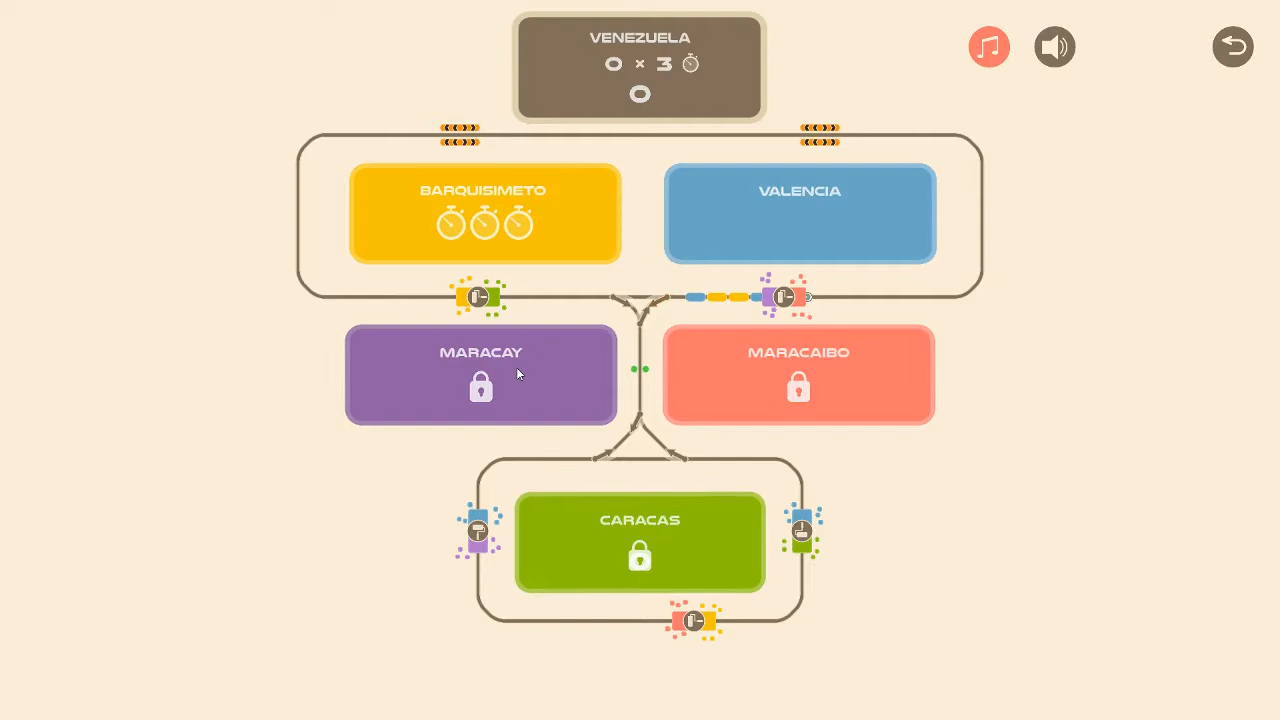 VENEZUELA
0 × 3
0
BARQUISIMETO
VALENCIA
MARACAY
MARACAIBO
CARACAS